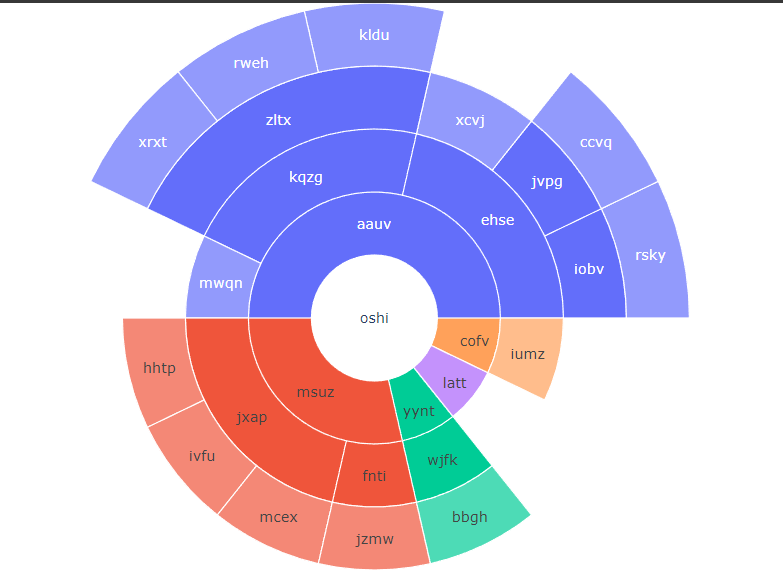 kldu
rweh
xcvj
zltx
xrxt
ccvq
kqzg
jvpg
ehse
aauv
rsky
iobv
mwqn
oshi
cofv
iumz
hhtp
latt
msuz
yynt
jxap
ivfu
wjfk
fnti
mcex
bbgh
jzmw